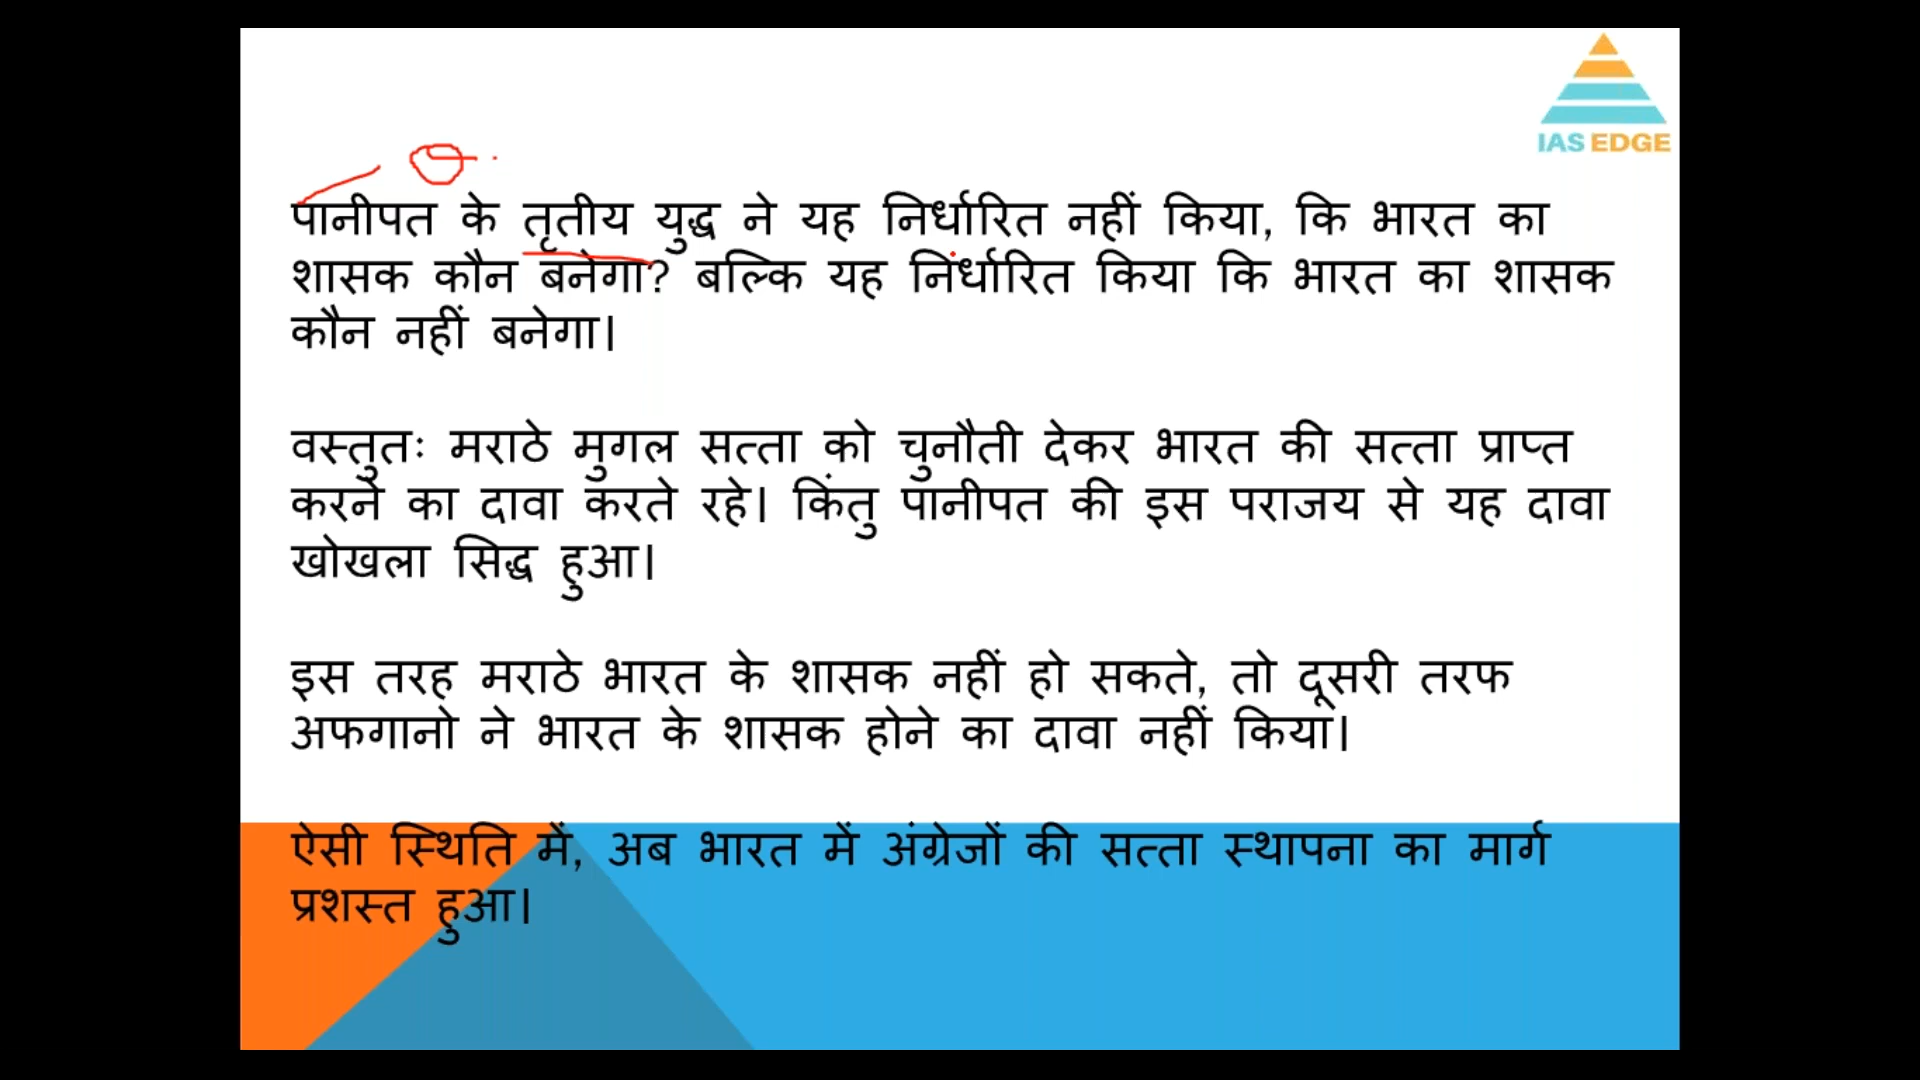 IAS EDGE
पानीपत के तृतीय युद्ध ने यह निर्धारित नहीं किया, कि भारत का
शासक कौन बनेगा? बल्कि यह निर्धारित किया कि भारत का शासक
कौन नहीं बनेगा।
वस्तुतः मराठे मुगल सत्ता को चुनौती देकर भारत की सत्ता प्राप्त
करने का दावा करते रहे। किंतु पानीपत की इस पराजय से यह दावा
खोखला सिद्ध हुआ।
इस तरह मराठे भारत के शासक नहीं हो सकते, तो दूसरी तरफ
अफगानो ने भारत के शासक होने का दावा नहीं किया।
ऐसी स्थिति में, अब भारत में अंग्रेजों की सत्ता स्थापना का मार्ग
प्रशस्त हुआ।